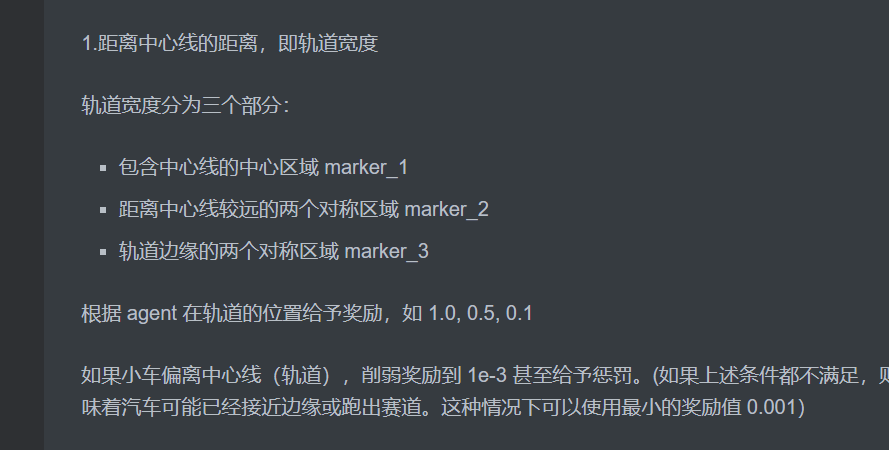 1.距离中心线的距离，即轨道宽度
轨道宽度分为三个部分：
▪ 包含中心线的中心区域 marker_1
▪ 距离中心线较远的两个对称区域 marker_2
▪ 轨道边缘的两个对称区域 marker_3
根据 agent 在轨道的位置给予奖励，如 1.0, 0.5, 0.1
如果小车偏离中心线（轨道），削弱奖励到 1e-3 甚至给予惩罚。(如果上述条件都不满足，
味着汽车可能已经接近边缘或跑出赛道。这种情况下可以使用最小的奖励值 0.001)